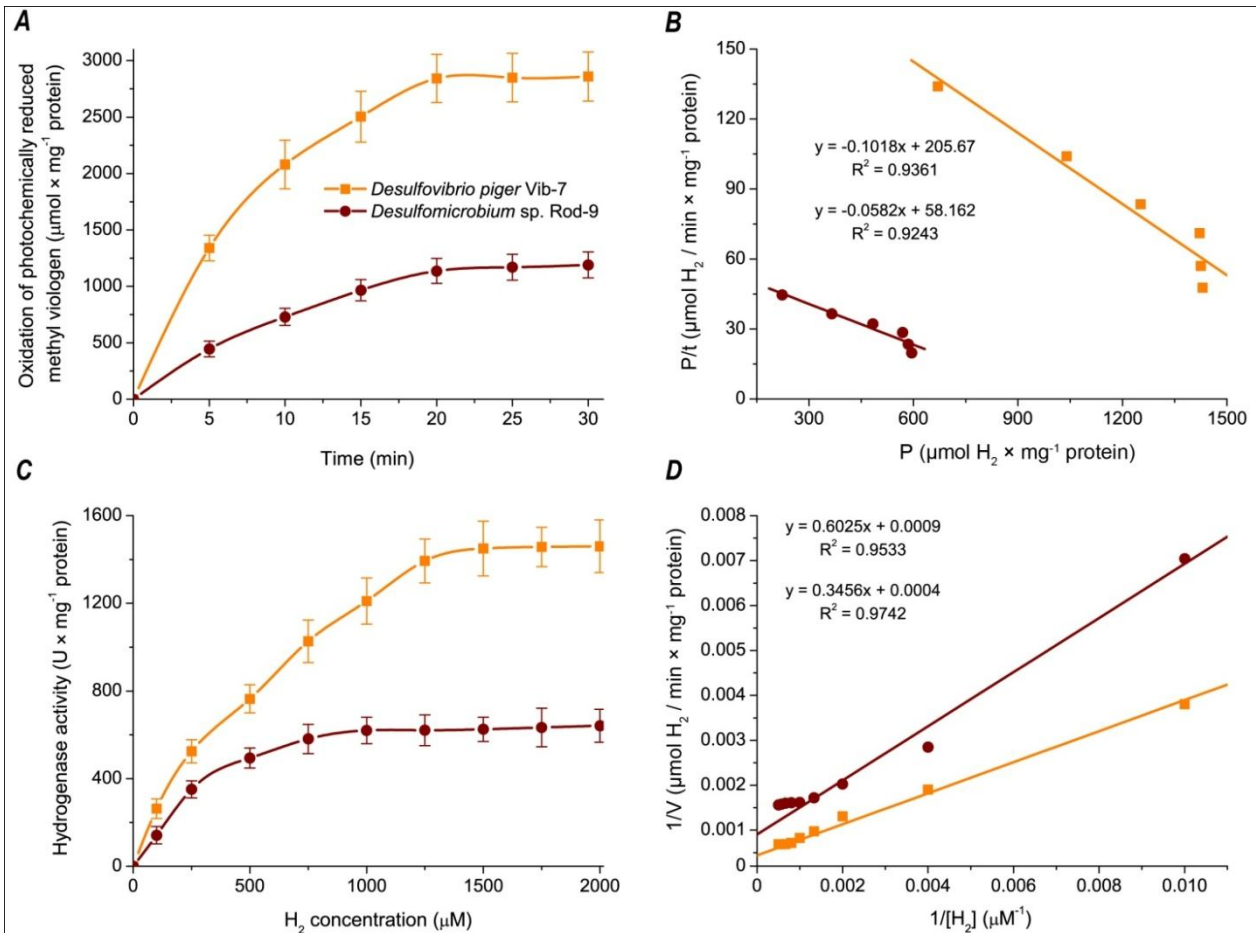 A
Oxidation of photochemically reduced
methyl viologen (µmol × mg⁻¹ protein)
3000
2500
2000
1500
1000
500
0
Desulfovibrio piger Vib-7
Desulfomicrobium sp. Rod-9
0 5 10 15 20 25 30
Time (min)
B
P/t (µmol H₂ / min × mg⁻¹ protein)
150
120
90
60
30
0
y = -0.1018x + 205.67
R² = 0.9361
y = -0.0582x + 58.162
R² = 0.9243
300 600 900 1200 1500
P (µmol H₂ × mg⁻¹ protein)
C
Hydrogenase activity (U × mg⁻¹ protein)
1600
1200
800
400
0
0 500 1000 1500 2000
H₂ concentration (µM)
D
1/V (µmol H₂ / min × mg⁻¹ protein)
0.008
0.007
0.006
0.005
0.004
0.003
0.002
0.001
0
y = 0.6025x + 0.0009
R² = 0.9533
y = 0.3456x + 0.0004
R² = 0.9742
0 0.002 0.004 0.006 0.008 0.010
1/[H₂] (µM⁻¹)